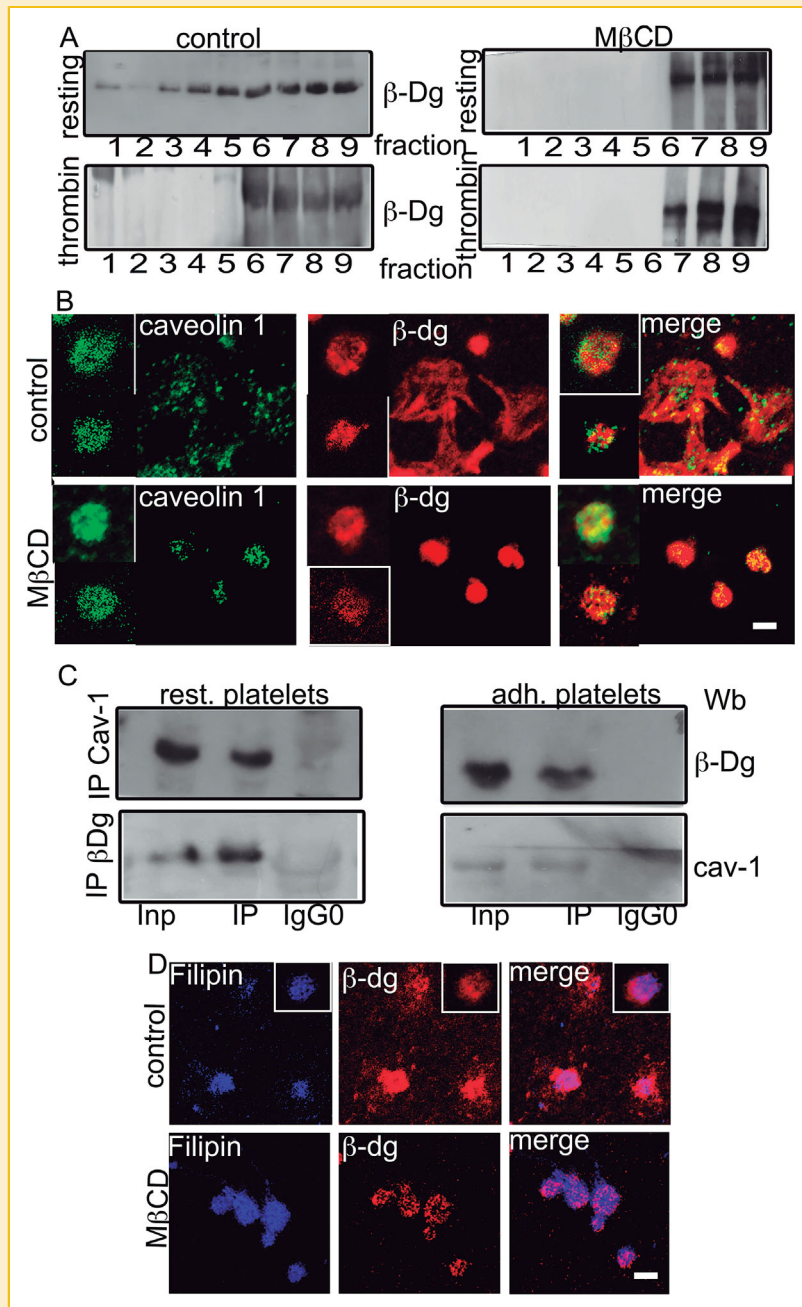 A
control
MβCD
resting
β-Dg
resting
1 2 3 4 5 6 7 8 9
fraction
1 2 3 4 5 6 7 8 9
thrombin
β-Dg
thrombin
1 2 3 4 5 6 7 8 9
fraction
1 2 3 4 5 6 7 8 9
B
control
caveolin 1
β-dg
merge
MβCD
caveolin 1
β-dg
merge
C
rest. platelets
adh. platelets
Wb
IP Cav-1
β-Dg
IP βDg
cav-1
Inp IP IgG0
Inp IP IgG0
D
control
Filipin
β-dg
merge
MβCD
Filipin
β-dg
merge